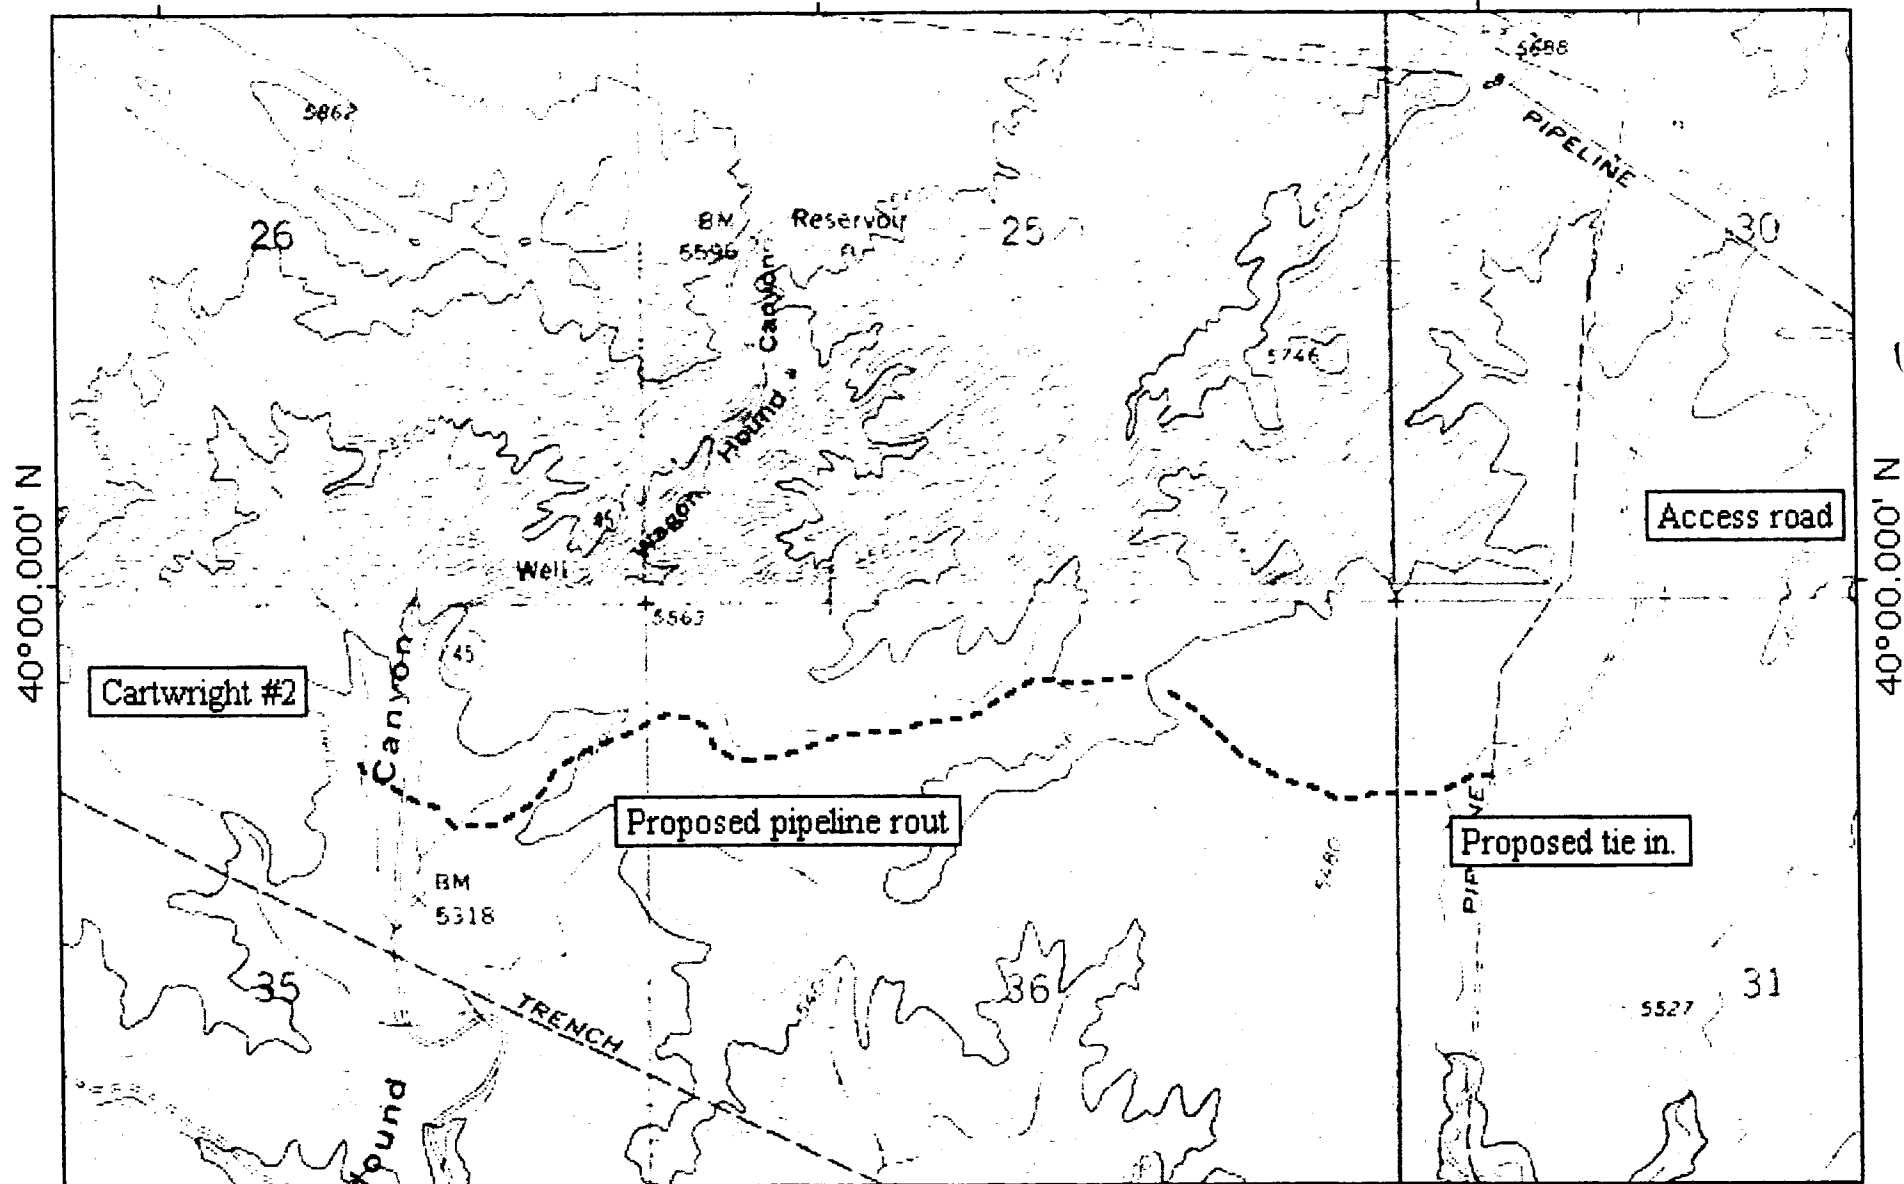 5688
5862
PIPELINE
26
BM
5596
Reservoir
25
30
Canyon
5746
Hound
Wagon
45
Well
Access road
40°00.000' N
40°00.000' N
5563
45
Cartwright #2
Canyon
Proposed pipeline rout
Proposed tie in.
BM
5318
35
36
31
5527
TRENCH